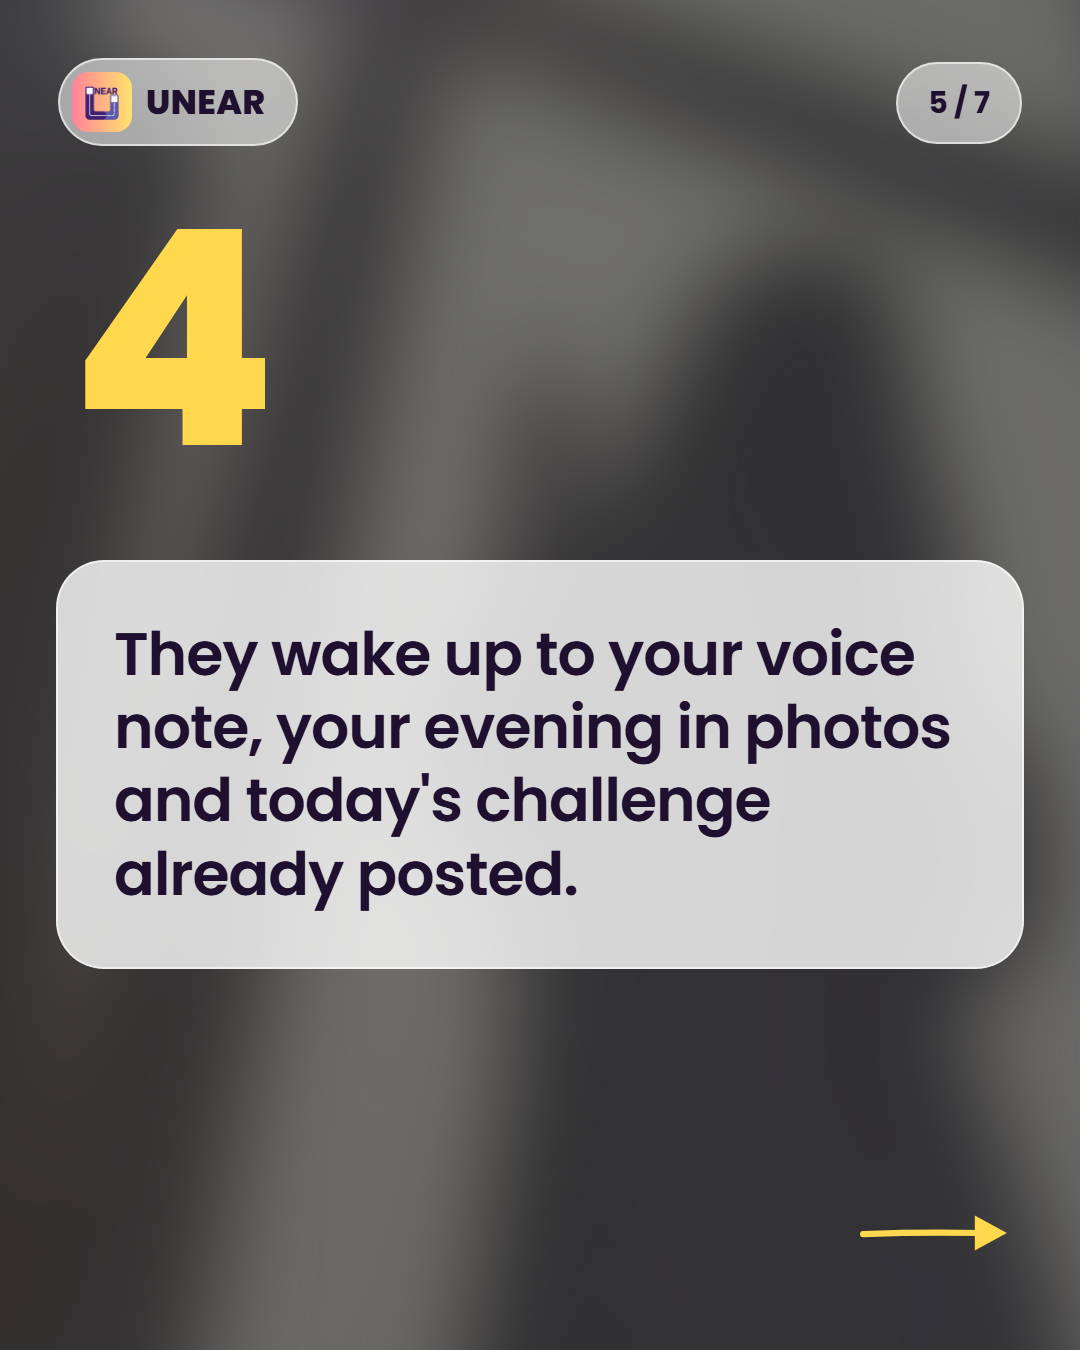 UNEAR
UNEAR
5 / 7
4
They wake up to your voice
note, your evening in photos
and today's challenge
already posted.